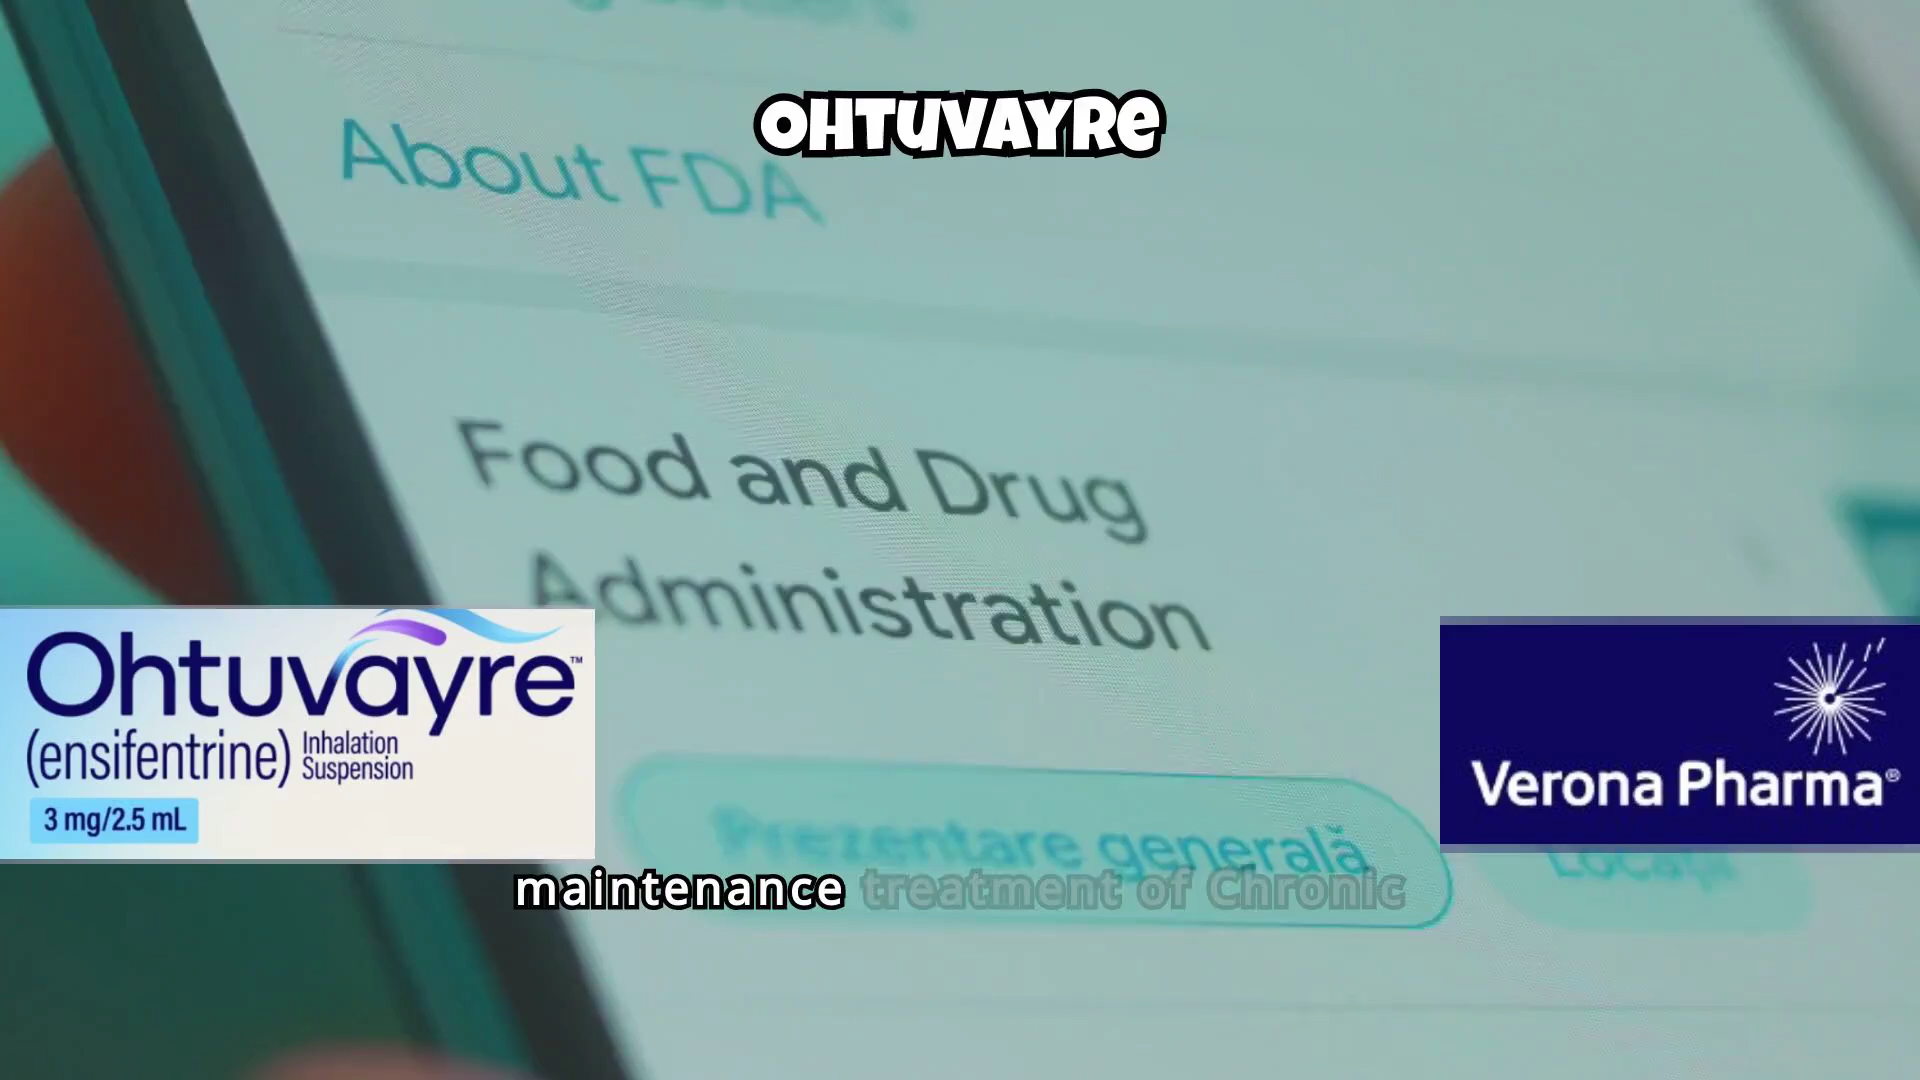 OHTUVAYRE
About FDA
Food and Drug
Administration
Ohtuvayre™
(ensifentrine) Inhalation
Suspension
3 mg/2.5 mL
Verona Pharma®
Prezentare generală
Locații
maintenance treatment of Chronic